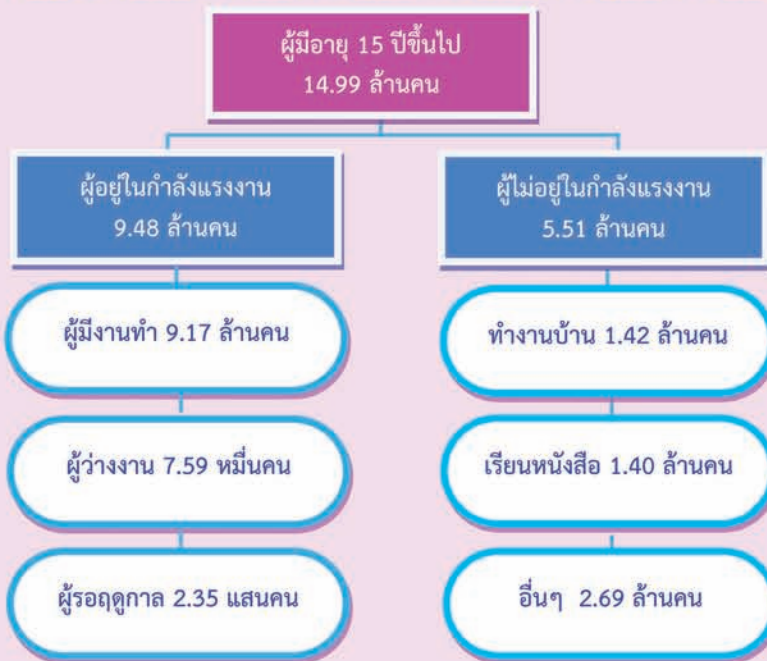 ผู้มีอายุ 15 ปีขึ้นไป
14.99 ล้านคน
ผู้อยู่ในกำลังแรงงาน
9.48 ล้านคน
ผู้ไม่อยู่ในกำลังแรงงาน
5.51 ล้านคน
ผู้มีงานทำ 9.17 ล้านคน
ทำงานบ้าน 1.42 ล้านคน
ผู้ว่างงาน 7.59 หมื่นคน
เรียนหนังสือ 1.40 ล้านคน
ผู้รอฤดูกาล 2.35 แสนคน
อื่นๆ 2.69 ล้านคน